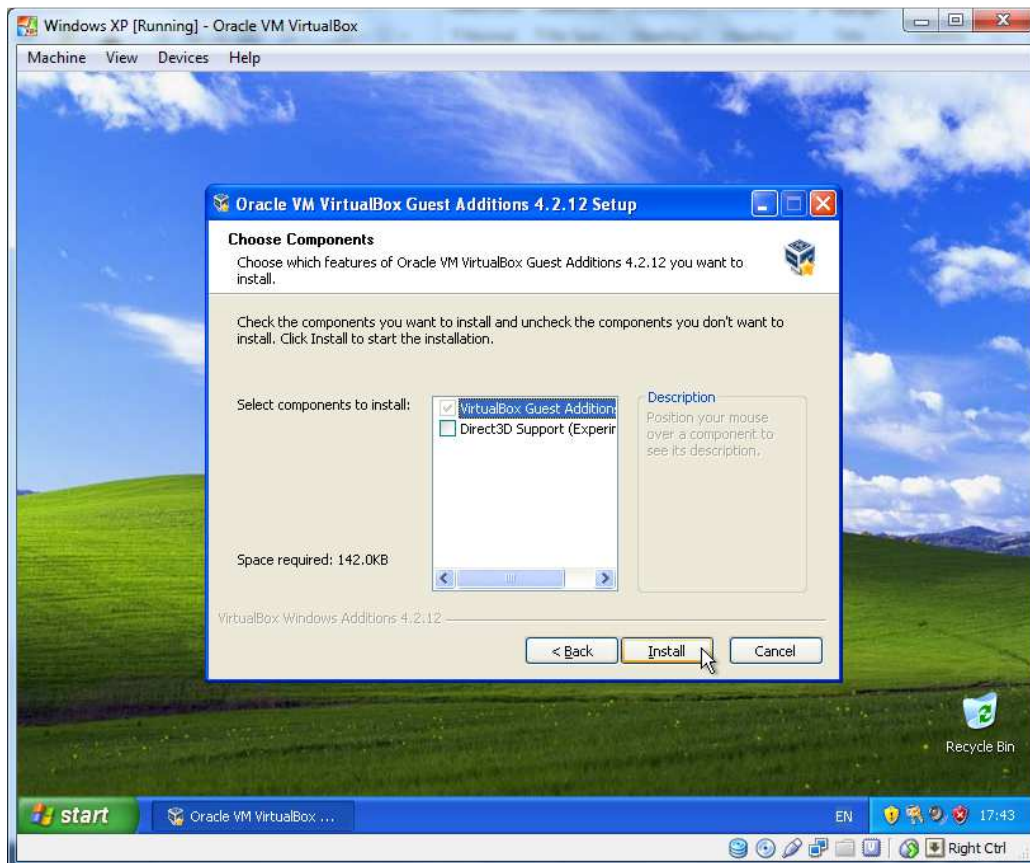 Windows XP [Running] - Oracle VM VirtualBox
Machine View Devices Help
Oracle VM VirtualBox Guest Additions 4.2.12 Setup
Choose Components
Choose which features of Oracle VM VirtualBox Guest Additions 4.2.12 you want to
install.
Check the components you want to install and uncheck the components you don't want to
install. Click Install to start the installation.
Select components to install:
VirtualBox Guest Addition
Direct3D Support (Experir
Description
Position your mouse
over a component to
see its description.
Space required: 142.0KB
VirtualBox Windows Additions 4.2.12
< Back Install Cancel
Recycle Bin
start Oracle VM VirtualBox ... EN 17:43
Right Ctrl